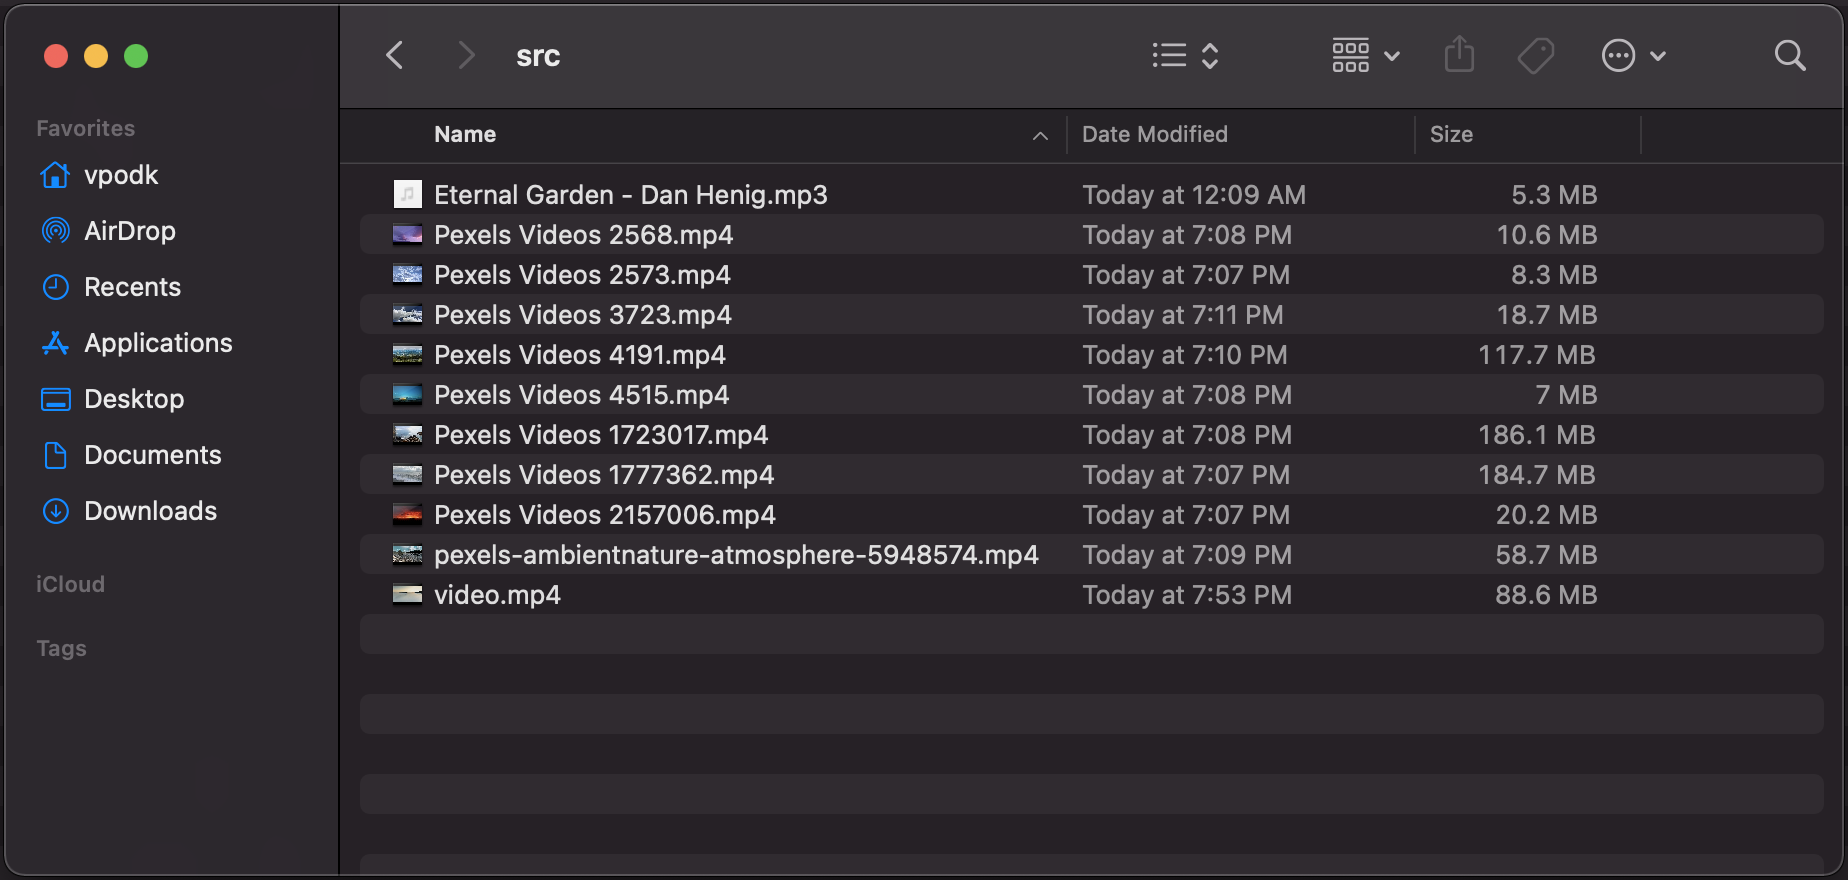 src
Favorites
vpodk
AirDrop
Recents
Applications
Desktop
Documents
Downloads
iCloud
Tags
Name Date Modified Size
Eternal Garden - Dan Henig.mp3 Today at 12:09 AM 5.3 MB
Pexels Videos 2568.mp4 Today at 7:08 PM 10.6 MB
Pexels Videos 2573.mp4 Today at 7:07 PM 8.3 MB
Pexels Videos 3723.mp4 Today at 7:11 PM 18.7 MB
Pexels Videos 4191.mp4 Today at 7:10 PM 117.7 MB
Pexels Videos 4515.mp4 Today at 7:08 PM 7 MB
Pexels Videos 1723017.mp4 Today at 7:08 PM 186.1 MB
Pexels Videos 1777362.mp4 Today at 7:07 PM 184.7 MB
Pexels Videos 2157006.mp4 Today at 7:07 PM 20.2 MB
pexels-ambientnature-atmosphere-5948574.mp4 Today at 7:09 PM 58.7 MB
video.mp4 Today at 7:53 PM 88.6 MB